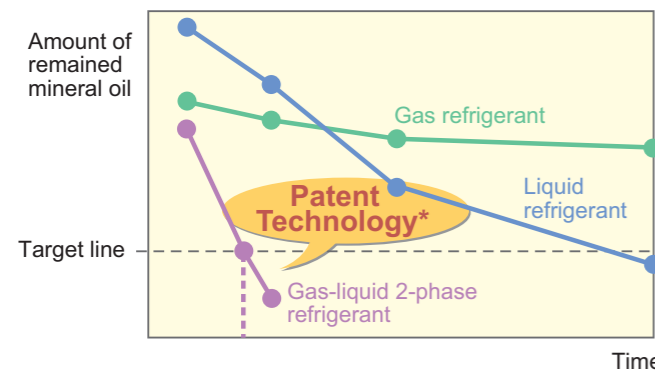 Amount of
remained
mineral oil
Gas refrigerant
Liquid
refrigerant
Patent
Technology*
Target line
Gas-liquid 2-phase
refrigerant
Time